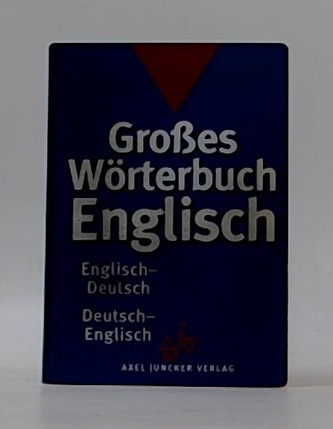 Großes
Wörterbuch
Englisch
Englisch-
Deutsch
Deutsch-
Englisch
AXEL JUNCKER VERLAG